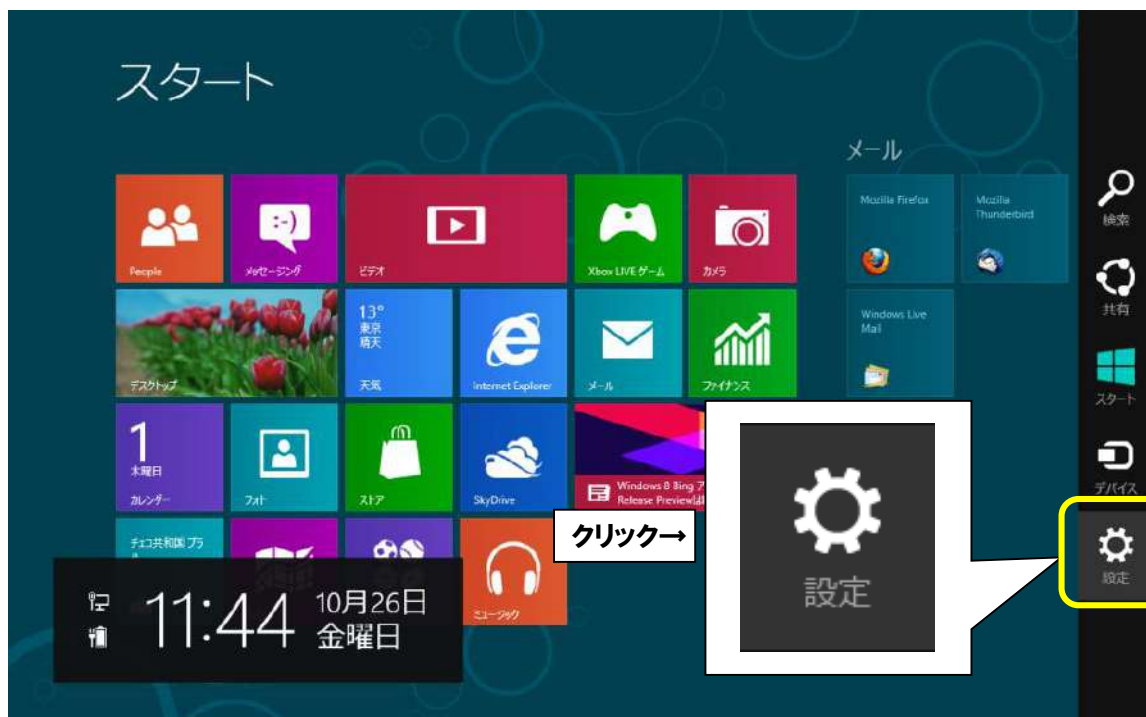 スタート
メール
People
メッセージング
ビデオ
Xbox LIVE ゲーム
カメラ
Mozilla Firefox
Mozilla
Thunderbird
検索
共有
デスクトップ
13°
東京
晴天
天気
Internet Explorer
メール
ファイナンス
Windows Live
Mail
スタート
1
木曜日
カレンダー
フォト
ストア
SkyDrive
Windows 8 Bing
Release Preview
デバイス
クリック→
設定
設定
チェコ共和国 プラ
ミュージック
11:44
10月26日
金曜日